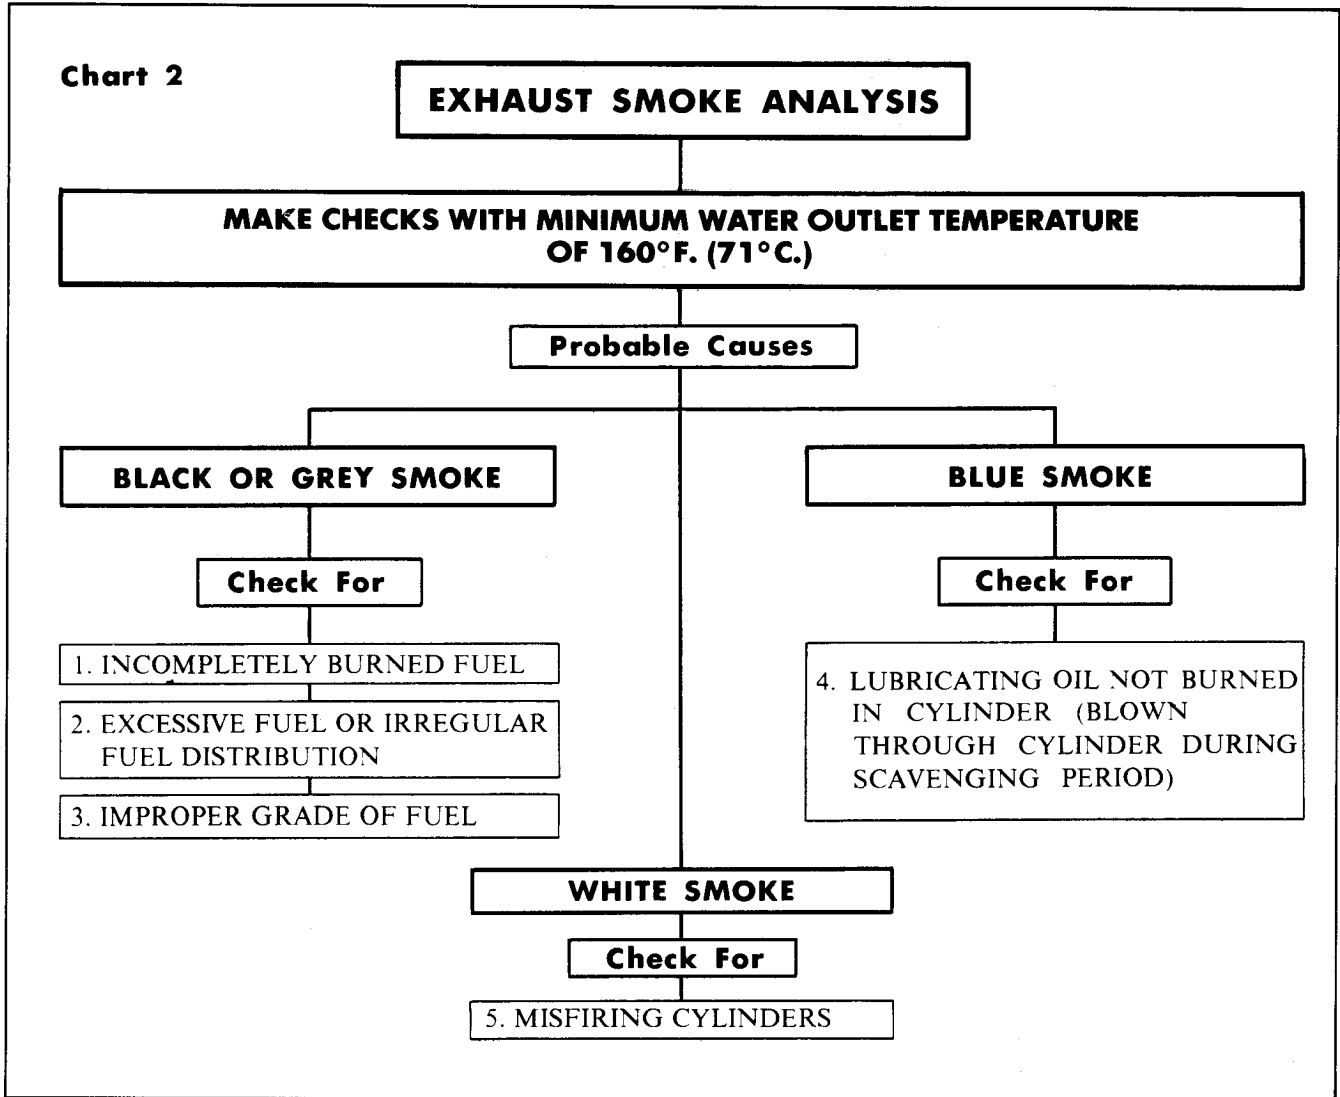 Chart 2
EXHAUST SMOKE ANALYSIS
MAKE CHECKS WITH MINIMUM WATER OUTLET TEMPERATURE
OF 160°F. (71°C.)
Probable Causes
BLACK OR GREY SMOKE
Check For
1. INCOMPLETELY BURNED FUEL
2. EXCESSIVE FUEL OR IRREGULAR
FUEL DISTRIBUTION
3. IMPROPER GRADE OF FUEL
BLUE SMOKE
Check For
4. LUBRICATING OIL NOT BURNED
IN CYLINDER (BLOWN
THROUGH CYLINDER DURING
SCAVENGING PERIOD)
WHITE SMOKE
Check For
5. MISFIRING CYLINDERS